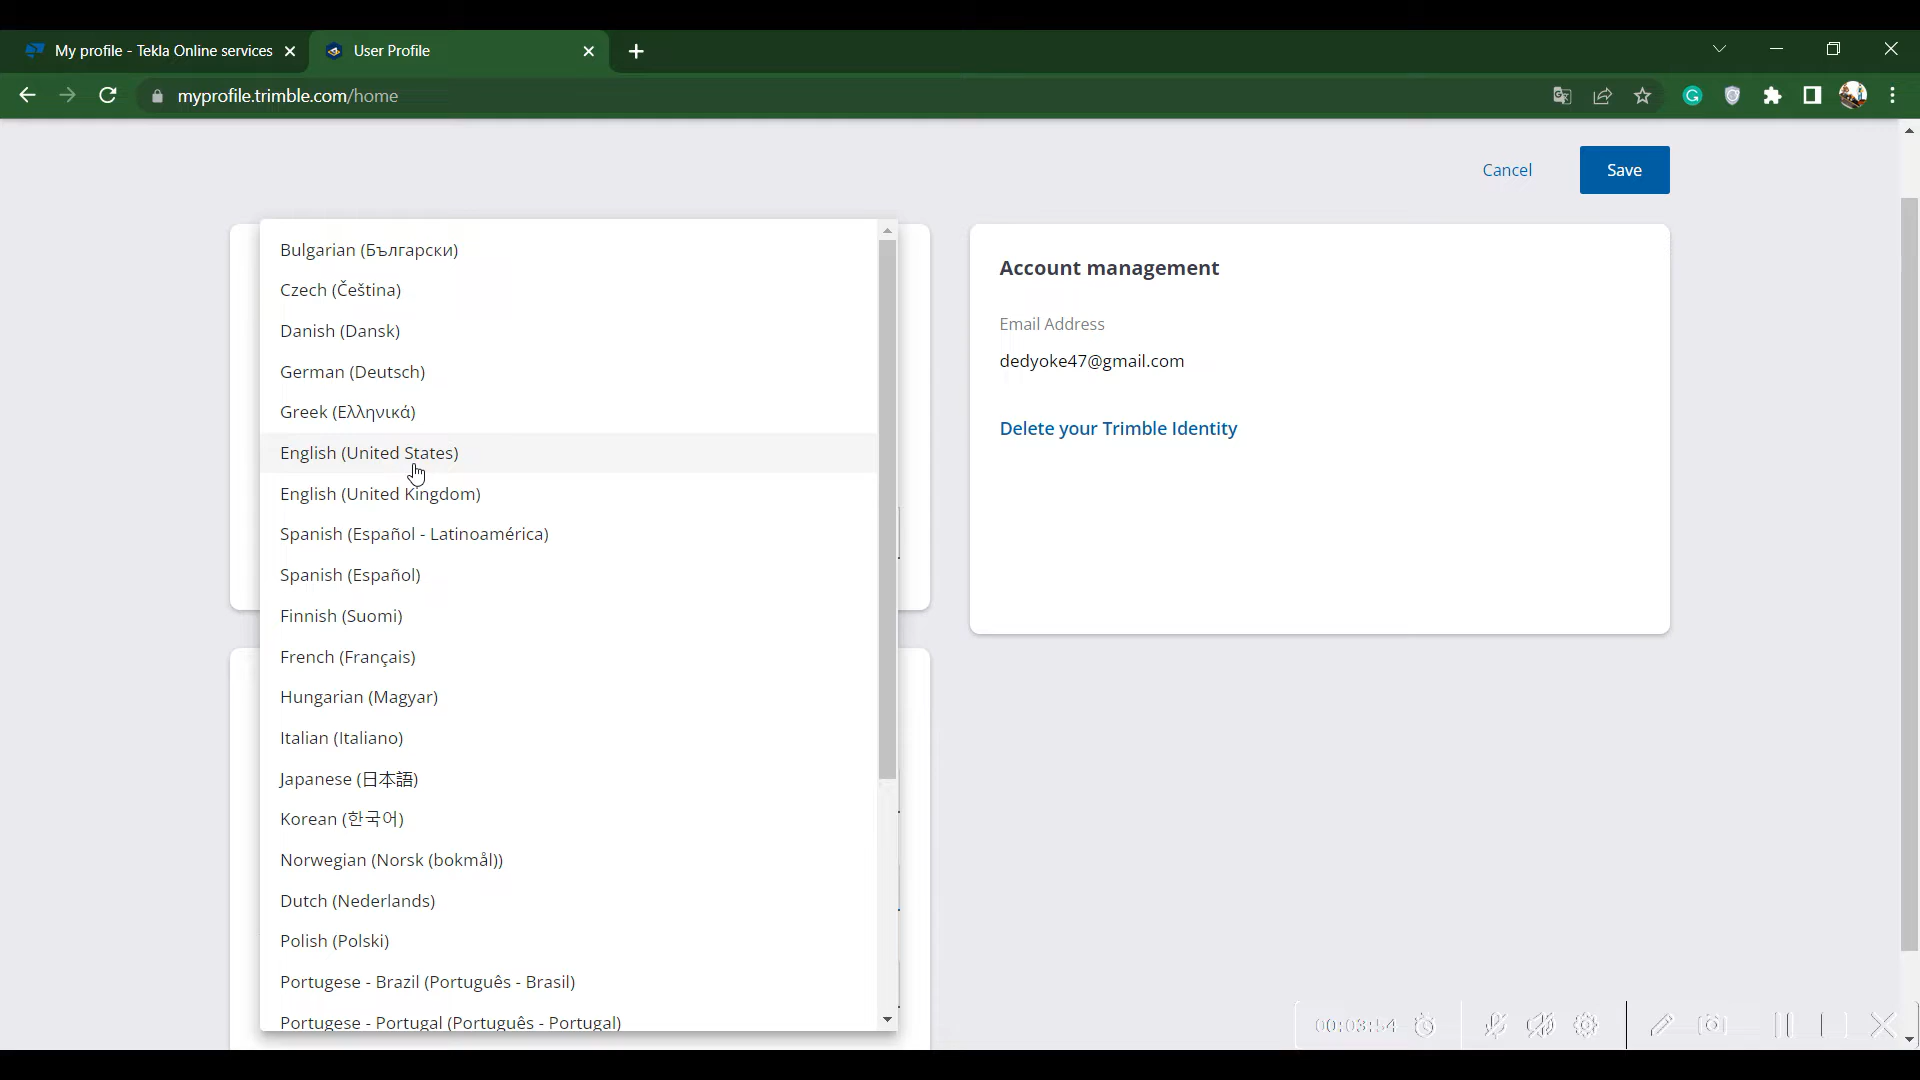 My profile - Tekla Online services
User Profile
myprofile.trimble.com/home
Cancel
Save
Bulgarian (Български)
Czech (Čeština)
Danish (Dansk)
German (Deutsch)
Greek (Ελληνικά)
English (United States)
English (United Kingdom)
Spanish (Español - Latinoamérica)
Spanish (Español)
Finnish (Suomi)
French (Français)
Hungarian (Magyar)
Italian (Italiano)
Japanese (日本語)
Korean (한국어)
Norwegian (Norsk (bokmål))
Dutch (Nederlands)
Polish (Polski)
Portugese - Brazil (Português - Brasil)
Portugese - Portugal (Português - Portugal)
Account management
Email Address
dedyoke47@gmail.com
Delete your Trimble Identity
00:03:54